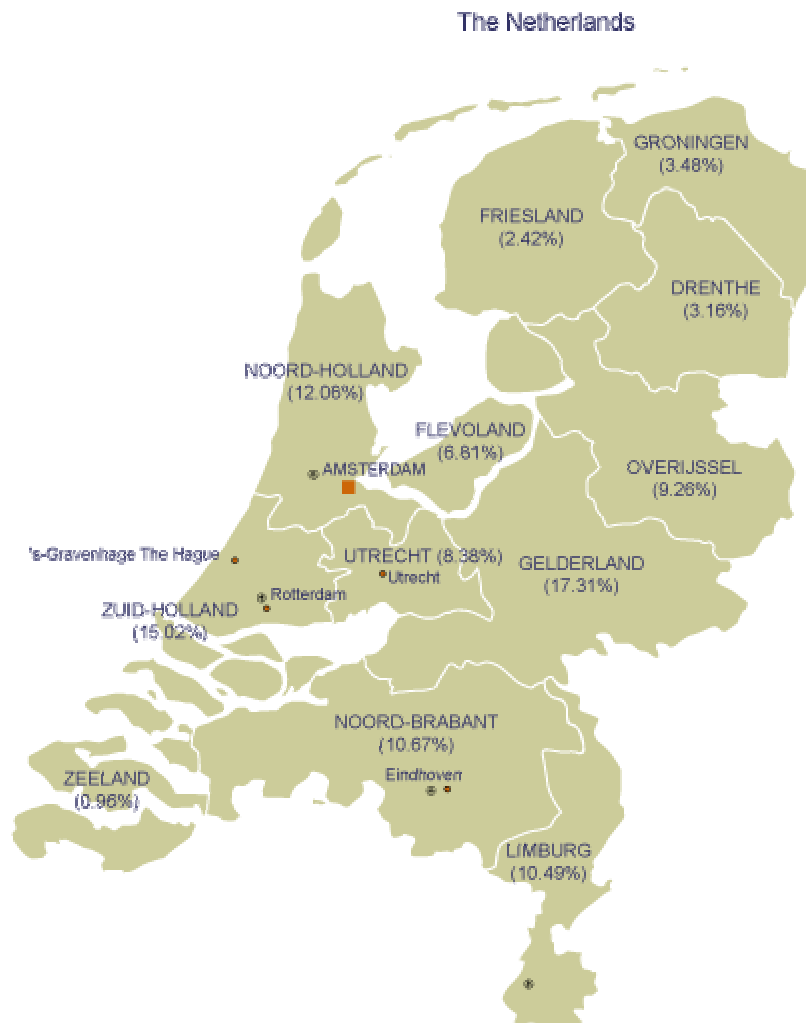 The Netherlands
GRONINGEN
(3.48%)
FRIESLAND
(2.42%)
DRENTHE
(3.16%)
NOORD-HOLLAND
(12.06%)
FLEVOLAND
(6.81%)
AMSTERDAM
OVERIJSSEL
(9.26%)
's-Gravenhage The Hague
UTRECHT (8.38%)
Utrecht
GELDERLAND
(17.31%)
Rotterdam
ZUID-HOLLAND
(15.02%)
NOORD-BRABANT
(10.67%)
Eindhoven
ZEELAND
(0.96%)
LIMBURG
(10.49%)